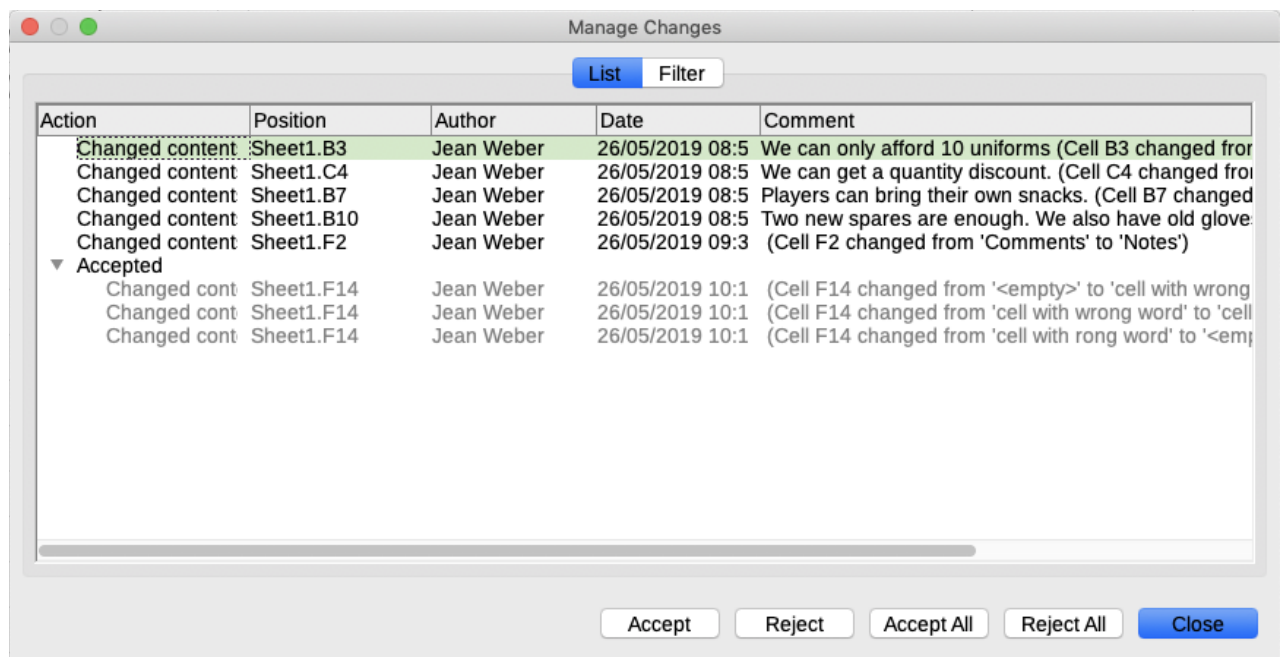 Manage Changes
List Filter
Action Position Author Date Comment
Changed content Sheet1.B3 Jean Weber 26/05/2019 08:5 We can only afford 10 uniforms (Cell B3 changed from
Changed content Sheet1.C4 Jean Weber 26/05/2019 08:5 We can get a quantity discount. (Cell C4 changed from
Changed content Sheet1.B7 Jean Weber 26/05/2019 08:5 Players can bring their own snacks. (Cell B7 changed
Changed content Sheet1.B10 Jean Weber 26/05/2019 08:5 Two new spares are enough. We also have old glove
Changed content Sheet1.F2 Jean Weber 26/05/2019 09:3 (Cell F2 changed from 'Comments' to 'Notes')
Accepted
Changed cont Sheet1.F14 Jean Weber 26/05/2019 10:1 (Cell F14 changed from '<empty>' to 'cell with wrong
Changed cont Sheet1.F14 Jean Weber 26/05/2019 10:1 (Cell F14 changed from 'cell with wrong word' to 'cell
Changed cont Sheet1.F14 Jean Weber 26/05/2019 10:1 (Cell F14 changed from 'cell with rong word' to '<emp
Accept Reject Accept All Reject All Close